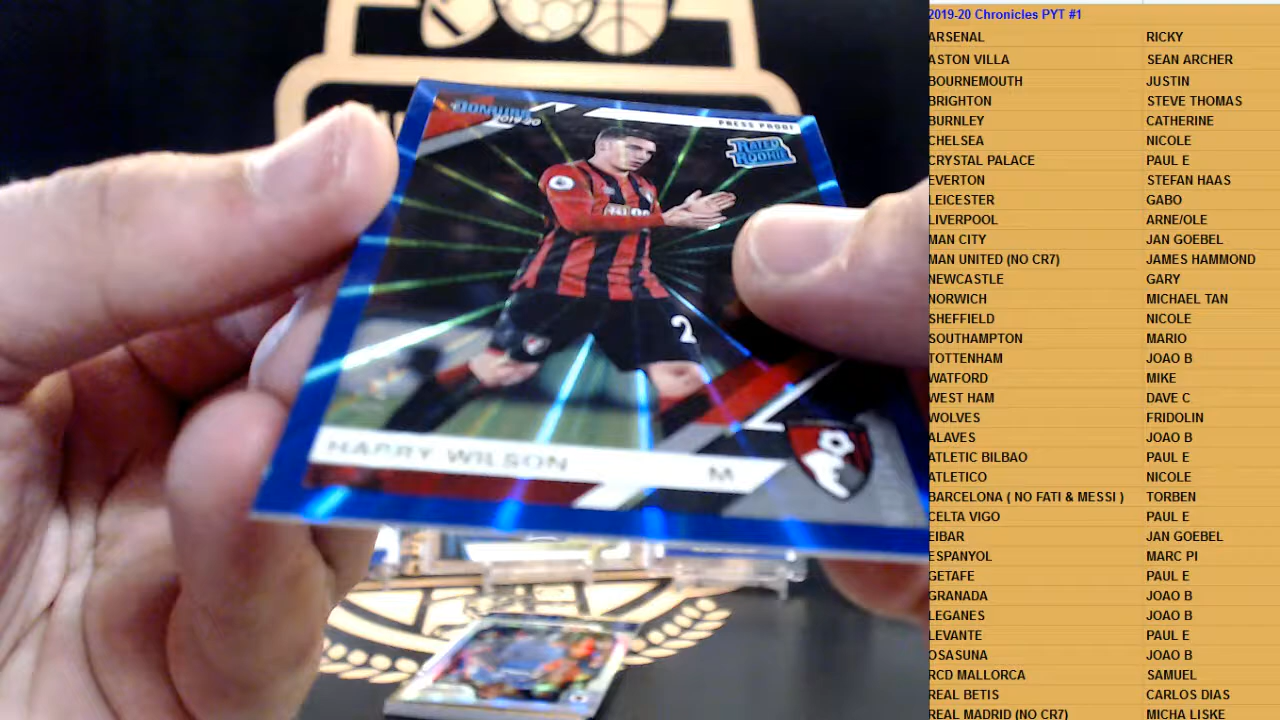 DONRUSS
2019-20
PRESS PROOF
RATED
ROOKIE
2
HARRY WILSON
M
2019-20 Chronicles PYT #1
ARSENAL RICKY
ASTON VILLA SEAN ARCHER
BOURNEMOUTH JUSTIN
BRIGHTON STEVE THOMAS
BURNLEY CATHERINE
CHELSEA NICOLE
CRYSTAL PALACE PAUL E
EVERTON STEFAN HAAS
LEICESTER GABO
LIVERPOOL ARNE/OLE
MAN CITY JAN GOEBEL
MAN UNITED (NO CR7) JAMES HAMMOND
NEWCASTLE GARY
NORWICH MICHAEL TAN
SHEFFIELD NICOLE
SOUTHAMPTON MARIO
TOTTENHAM JOAO B
WATFORD MIKE
WEST HAM DAVE C
WOLVES FRIDOLIN
ALAVES JOAO B
ATLETIC BILBAO PAUL E
ATLETICO NICOLE
BARCELONA ( NO FATI & MESSI ) TORBEN
CELTA VIGO PAUL E
EIBAR JAN GOEBEL
ESPANYOL MARC PI
GETAFE PAUL E
GRANADA JOAO B
LEGANES JOAO B
LEVANTE PAUL E
OSASUNA JOAO B
RCD MALLORCA SAMUEL
REAL BETIS CARLOS DIAS
REAL MADRID (NO CR7) MICHA LISKE